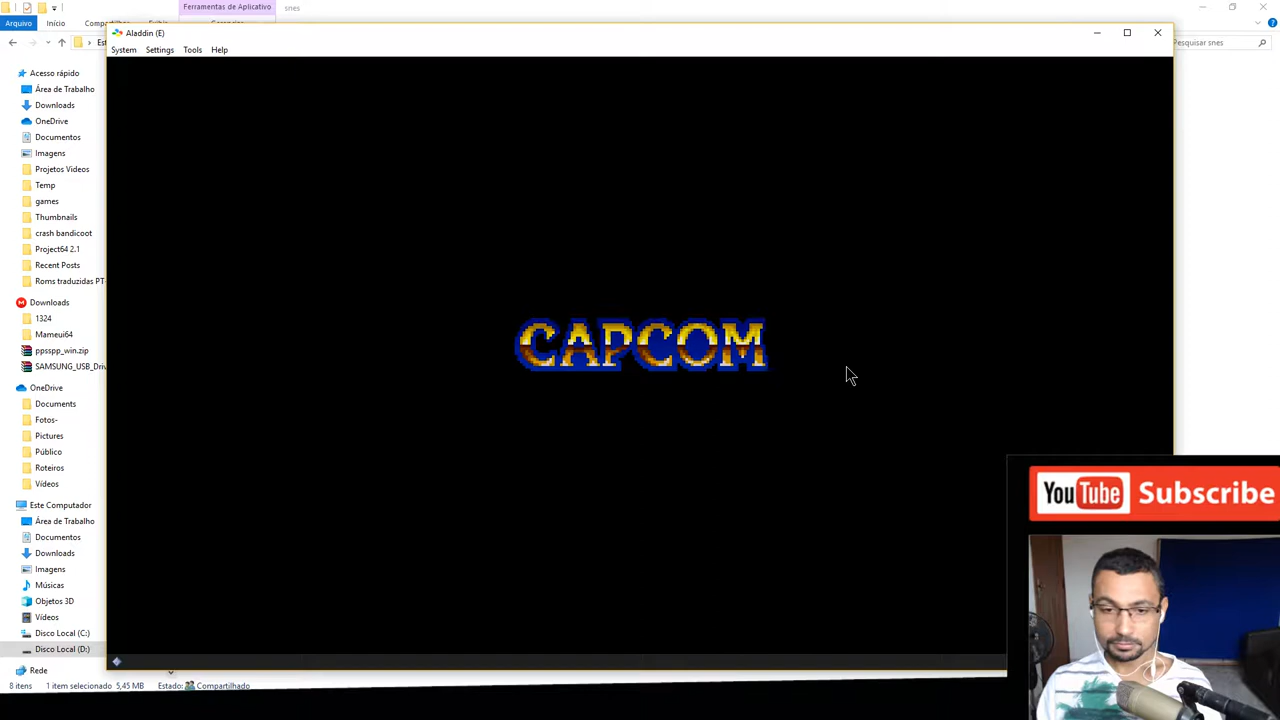 Ferramentas de Aplicativo
snes
Arquivo
Início
Aladdin (E)
System Settings Tools Help
Pesquisar snes
Acesso rápido
Área de Trabalho
Downloads
OneDrive
Documentos
Imagens
Projetos Videos
Temp
games
Thumbnails
crash bandicoot
Project64 2.1
Recent Posts
Roms traduzidas PT
Downloads
1324
Mameui64
ppsspp_win.zip
SAMSUNG_USB_Driv
OneDrive
Documents
Fotos-
Pictures
Público
Roteiros
Vídeos
Este Computador
Área de Trabalho
Documentos
Downloads
Imagens
Músicas
Objetos 3D
Vídeos
Disco Local (C:)
Disco Local (D:)
Rede
CAPCOM
YouTube Subscribe
8 itens 1 item selecionado 5,45 MB Estado: Compartilhado